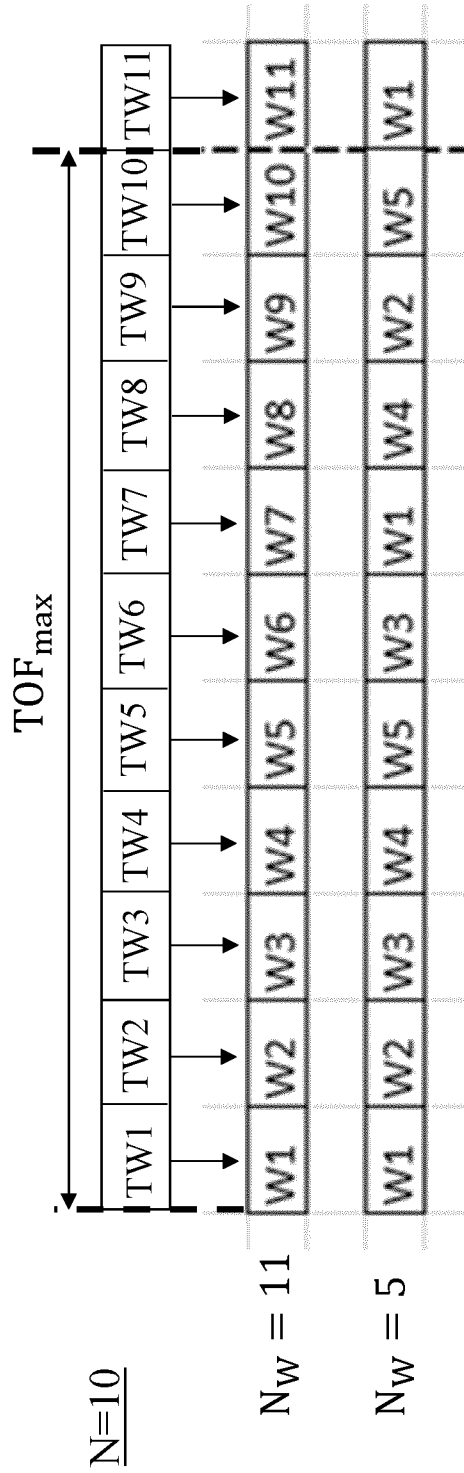 TOFmax
N=10
TW1 TW2 TW3 TW4 TW5 TW6 TW7 TW8 TW9 TW10 TW11
NW = 11
W1 W2 W3 W4 W5 W6 W7 W8 W9 W10 W11
NW = 5
W1 W2 W3 W4 W5 W3 W1 W4 W2 W5 W1